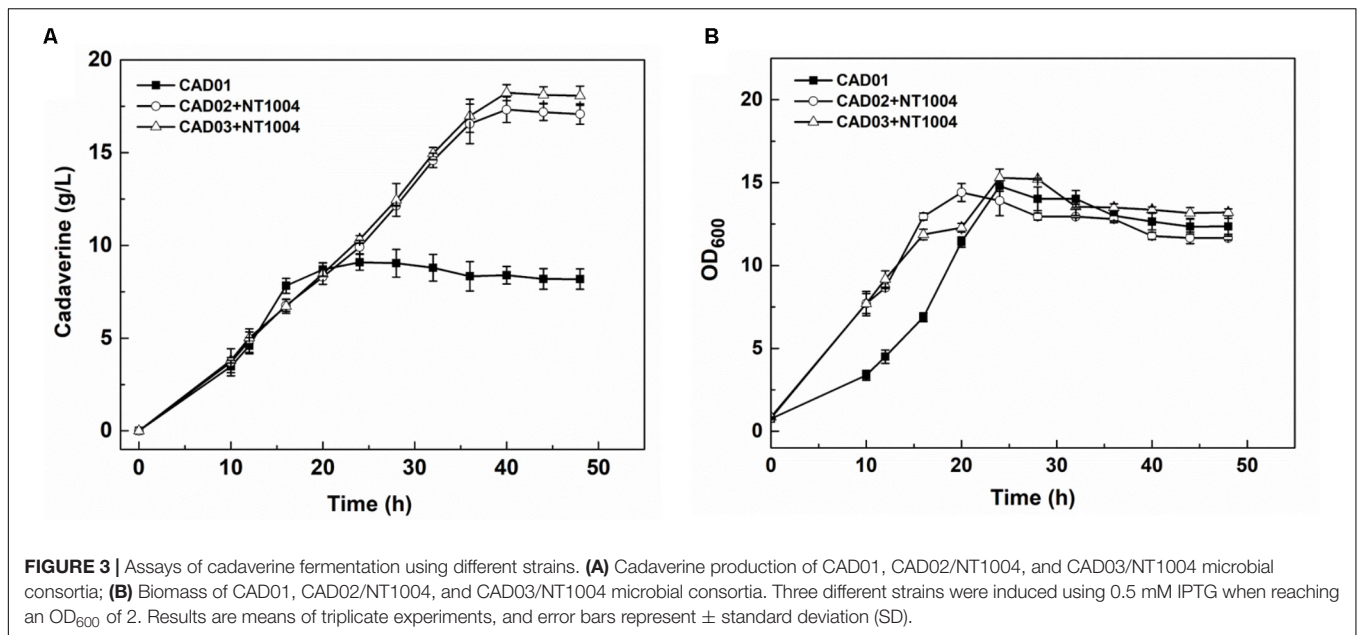 A
20
15
10
5
0
Cadaverine (g/L)
CAD01
CAD02+NT1004
CAD03+NT1004
0 10 20 30 40 50
Time (h)
B
20
15
10
5
0
OD600
CAD01
CAD02+NT1004
CAD03+NT1004
0 10 20 30 40 50
Time (h)
FIGURE 3 | Assays of cadaverine fermentation using different strains. (A) Cadaverine production of CAD01, CAD02/NT1004, and CAD03/NT1004 microbial
consortia; (B) Biomass of CAD01, CAD02/NT1004, and CAD03/NT1004 microbial consortia. Three different strains were induced using 0.5 mM IPTG when reaching
an OD600 of 2. Results are means of triplicate experiments, and error bars represent ± standard deviation (SD).